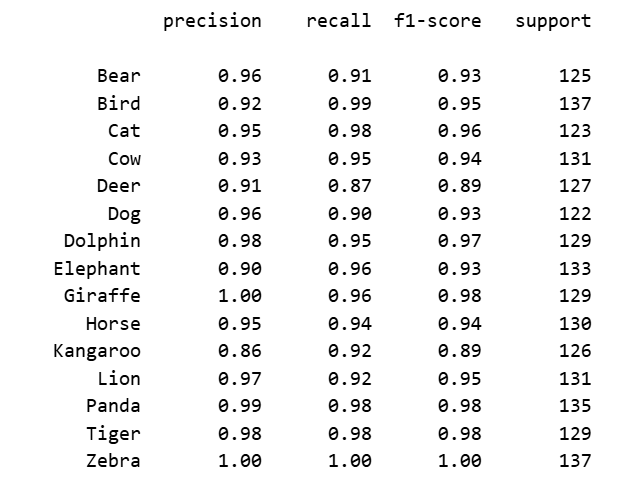 precision recall f1-score support
Bear 0.96 0.91 0.93 125
Bird 0.92 0.99 0.95 137
Cat 0.95 0.98 0.96 123
Cow 0.93 0.95 0.94 131
Deer 0.91 0.87 0.89 127
Dog 0.96 0.90 0.93 122
Dolphin 0.98 0.95 0.97 129
Elephant 0.90 0.96 0.93 133
Giraffe 1.00 0.96 0.98 129
Horse 0.95 0.94 0.94 130
Kangaroo 0.86 0.92 0.89 126
Lion 0.97 0.92 0.95 131
Panda 0.99 0.98 0.98 135
Tiger 0.98 0.98 0.98 129
Zebra 1.00 1.00 1.00 137